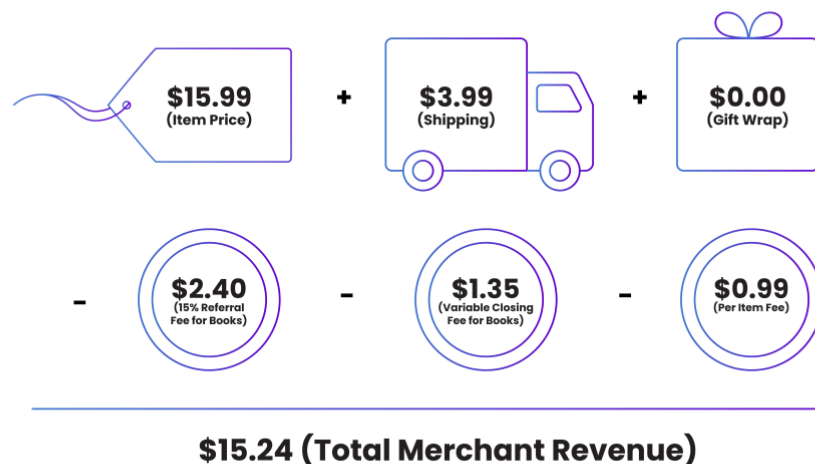 $15.99 + $3.99 + $0.00
(Item Price) (Shipping) (Gift Wrap)
- $2.40 - $1.35 - $0.99
(15% Referral (Variable Closing (Per Item Fee)
Fee for Books) Fee for Books)
$15.24 (Total Merchant Revenue)